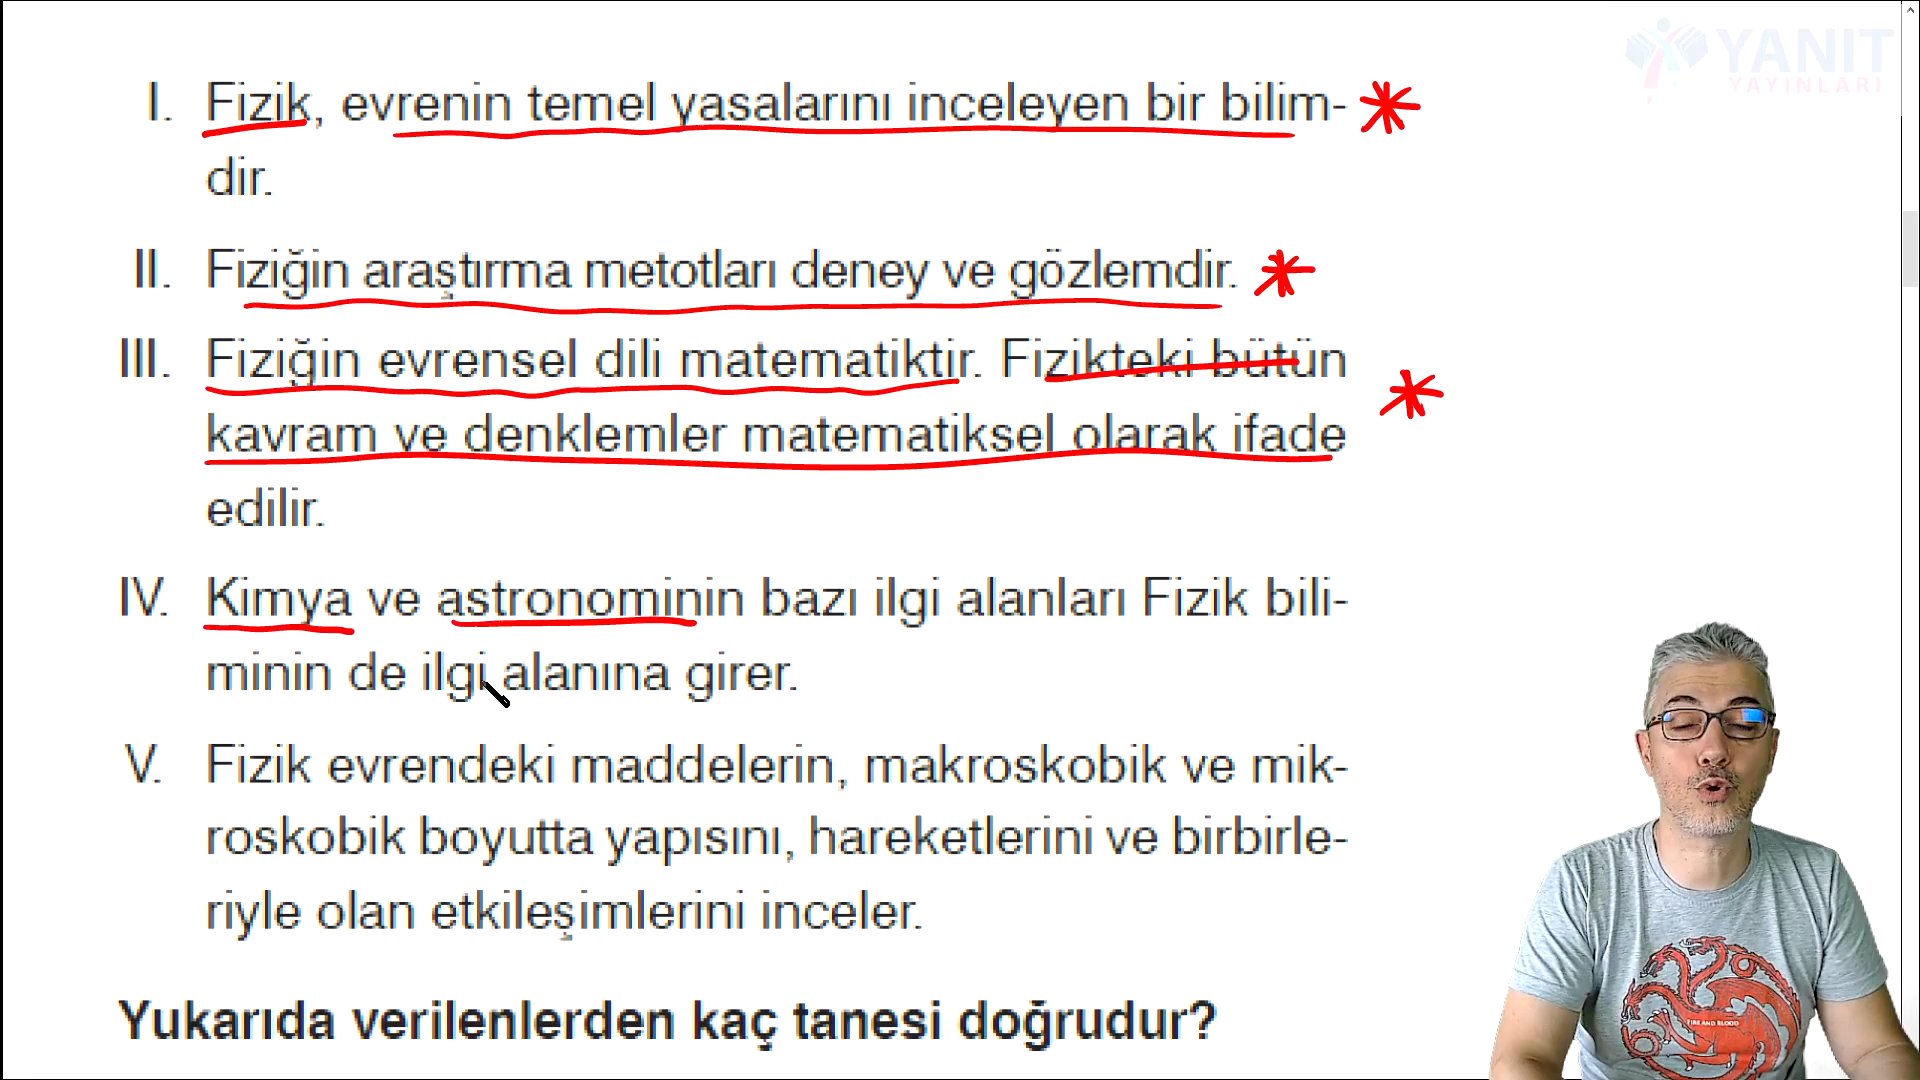 YANIT
YAYINLARI
I. Fizik, evrenin temel yasalarını inceleyen bir bilim-
dir.
II. Fiziğin araştırma metotları deney ve gözlemdir.
III. Fiziğin evrensel dili matematiktir. Fizikteki bütün
kavram ve denklemler matematiksel olarak ifade
edilir.
IV. Kimya ve astronominin bazı ilgi alanları Fizik bili-
minin de ilgi alanına girer.
V. Fizik evrendeki maddelerin, makroskobik ve mik-
roskobik boyutta yapısını, hareketlerini ve birbirle-
riyle olan etkileşimlerini inceler.
Yukarıda verilenlerden kaç tanesi doğrudur?
FIRE AND BLOOD